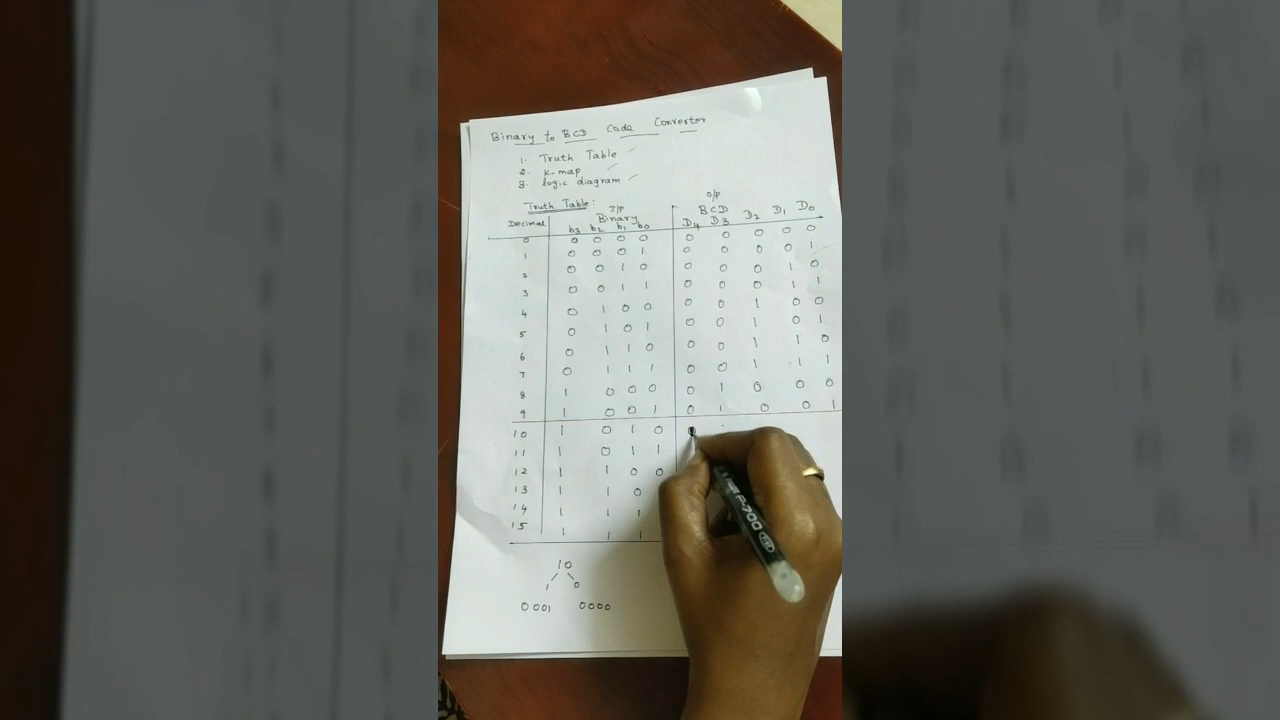 Binary to BCD Code Converter
1. Truth Table
2. K-map
3. logic diagram
Truth Table:
I/P O/P
Decimal Binary BCD
b3 b2 b1 b0 D4 D3 D2 D1 D0
0 0 0 0 0 0 0 0 0 0
1 0 0 0 1 0 0 0 0 1
2 0 0 1 0 0 0 0 1 0
3 0 0 1 1 0 0 0 1 1
4 0 1 0 0 0 0 1 0 0
5 0 1 0 1 0 0 1 0 1
6 0 1 1 0 0 0 1 1 0
7 0 1 1 1 0 0 1 1 1
8 1 0 0 0 0 1 0 0 0
9 1 0 0 1 0 1 0 0 1
10 1 0 1 0
11 1 0 1 1
12 1 1 0 0
13 1 1 0
14 1 1 1
15 1 1 1
10
1 0
0001 0000
P-700